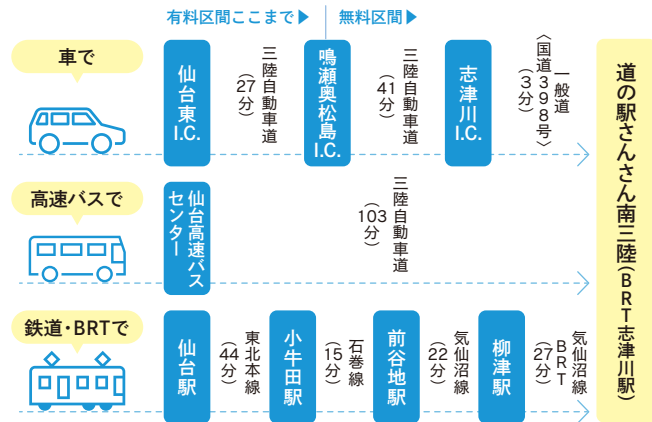 有料区間ここまで▶
無料区間▶
車で
仙台東I.C.
三陸自動車道
(27分)
鳴瀬奥松島I.C.
三陸自動車道
(41分)
志津川I.C.
一般道
〈国道398号〉
(3分)
高速バスで
仙台高速バス
センター
三陸自動車道
(103分)
鉄道・BRTで
仙台駅
東北本線
(44分)
小牛田駅
石巻線
(15分)
前谷地駅
気仙沼線
(22分)
柳津駅
気仙沼線
BRT
(27分)
道の駅さんさん南三陸(BRT志津川駅)